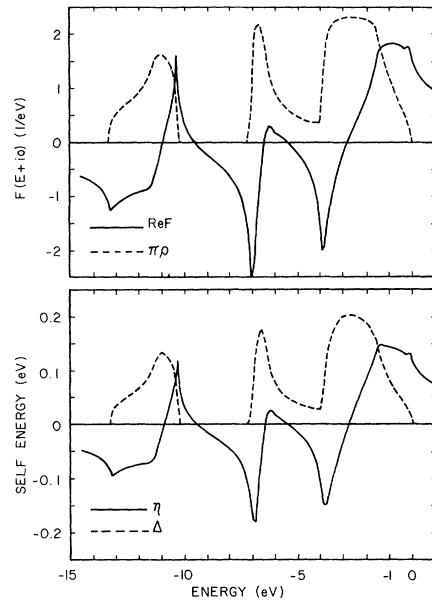 2
1
0
-1
-2
F(E+io) (1/eV)
ReF
πρ
0.2
0.1
0
-0.1
-0.2
SELF ENERGY (eV)
η
Δ
-15
-10
-5
-1
0
ENERGY (eV)